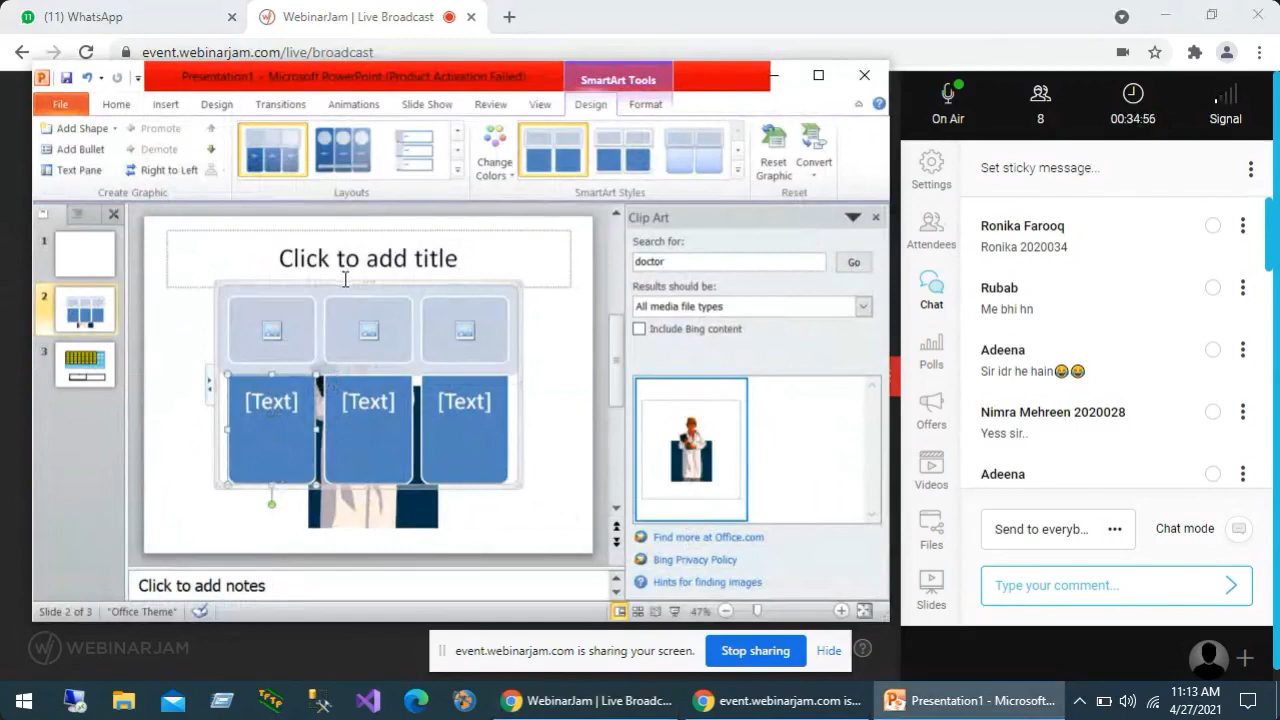 (11) WhatsApp
WebinarJam | Live Broadcast
event.webinarjam.com/live/broadcast
Presentation1 - Microsoft PowerPoint (Product Activation Failed)
SmartArt Tools
File
Home
Insert
Design
Transitions
Animations
Slide Show
Review
View
Design
Format
Add Shape
Promote
Add Bullet
Demote
Text Pane
Right to Left
Create Graphic
Layouts
Change
Colors
SmartArt Styles
Reset
Graphic
Convert
Reset
1
2
3
Click to add title
[Text]
[Text]
[Text]
Click to add notes
Clip Art
Search for:
doctor
Go
Results should be:
All media file types
Include Bing content
Find more at Office.com
Bing Privacy Policy
Hints for finding images
Slide 2 of 3
"Office Theme"
47%
WEBINARJAM
event.webinarjam.com is sharing your screen.
Stop sharing
Hide
On Air
8
00:34:56
Signal
Settings
Attendees
Chat
Polls
Offers
Videos
Files
Slides
Set sticky message...
Ronika Farooq
Ronika 2020034
Rubab
Me bhi hn
Adeena
Sir idr he hain😂😂
Nimra Mehreen 2020028
Yess sir..
Adeena
Send to everyb...
Chat mode
Type your comment...
WebinarJam | Live Broadc...
event.webinarjam.com is...
Presentation1 - Microsoft...
11:13 AM
4/27/2021